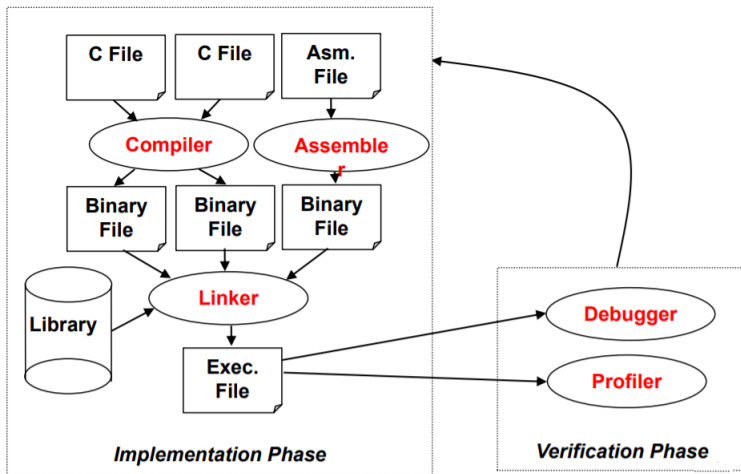 C File
C File
Asm.
File
Compiler
Assemble
r
Binary
File
Binary
File
Binary
File
Linker
Library
Debugger
Exec.
File
Profiler
Implementation Phase
Verification Phase